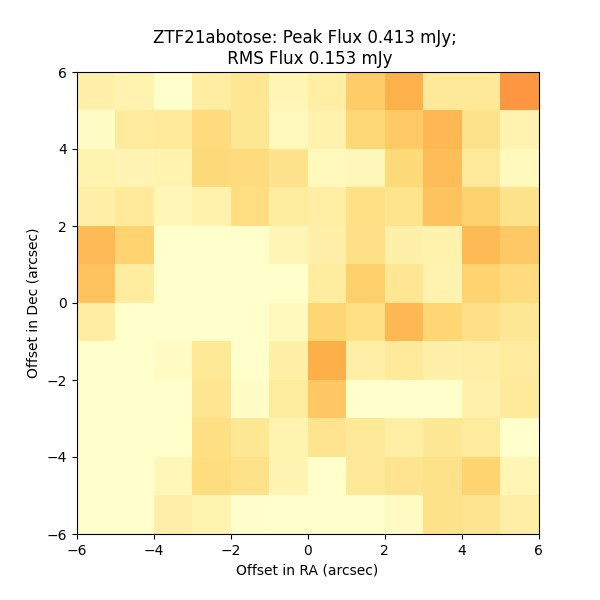 ZTF21abotose: Peak Flux 0.413 mJy;
RMS Flux 0.153 mJy
6
4
2
0
−2
−4
−6
Offset in Dec (arcsec)
−6 −4 −2 0 2 4 6
Offset in RA (arcsec)